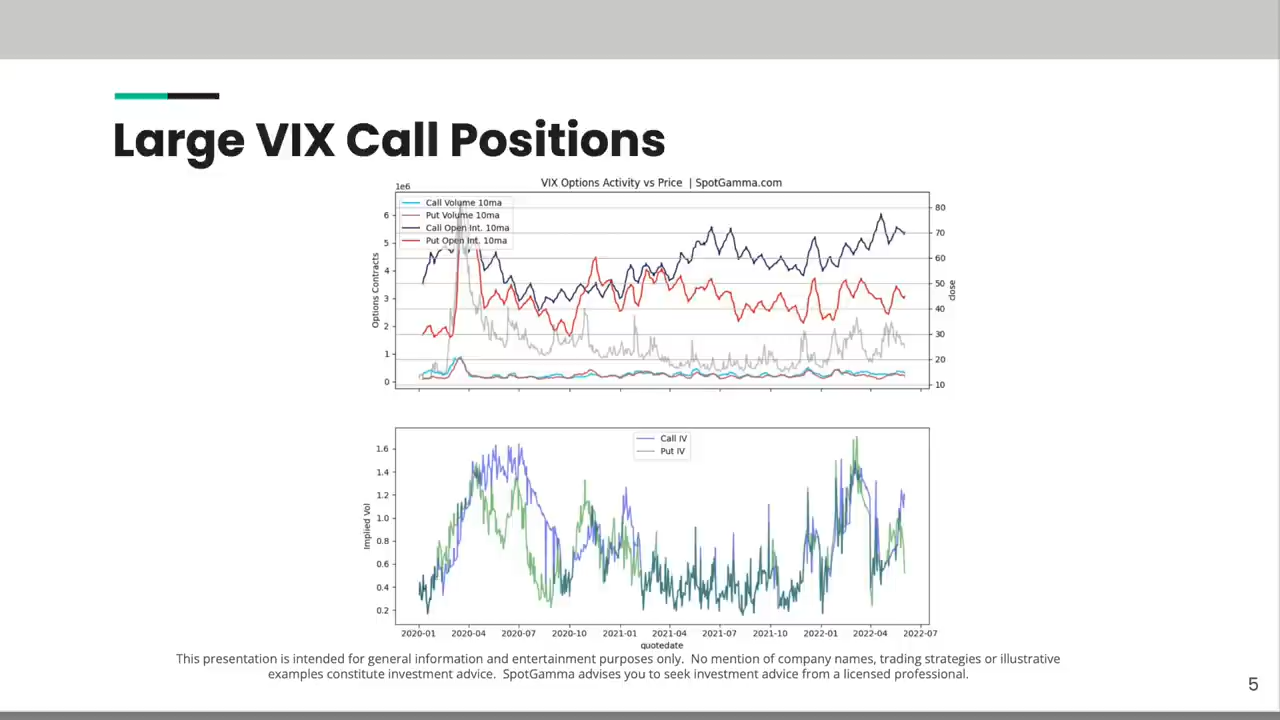 Large VIX Call Positions
VIX Options Activity vs Price | SpotGamma.com
1e6
Call Volume 10ma
Put Volume 10ma
Call Open Int. 10ma
Put Open Int. 10ma
6
5
4
3
2
1
0
Options Contracts
80
70
60
50
40
30
20
10
close
Call IV
Put IV
1.6
1.4
1.2
1.0
0.8
0.6
0.4
0.2
Implied Vol
2020-01 2020-04 2020-07 2020-10 2021-01 2021-04 2021-07 2021-10 2022-01 2022-04 2022-07
quotedate
This presentation is intended for general information and entertainment purposes only. No mention of company names, trading strategies or illustrative
examples constitute investment advice. SpotGamma advises you to seek investment advice from a licensed professional.
5